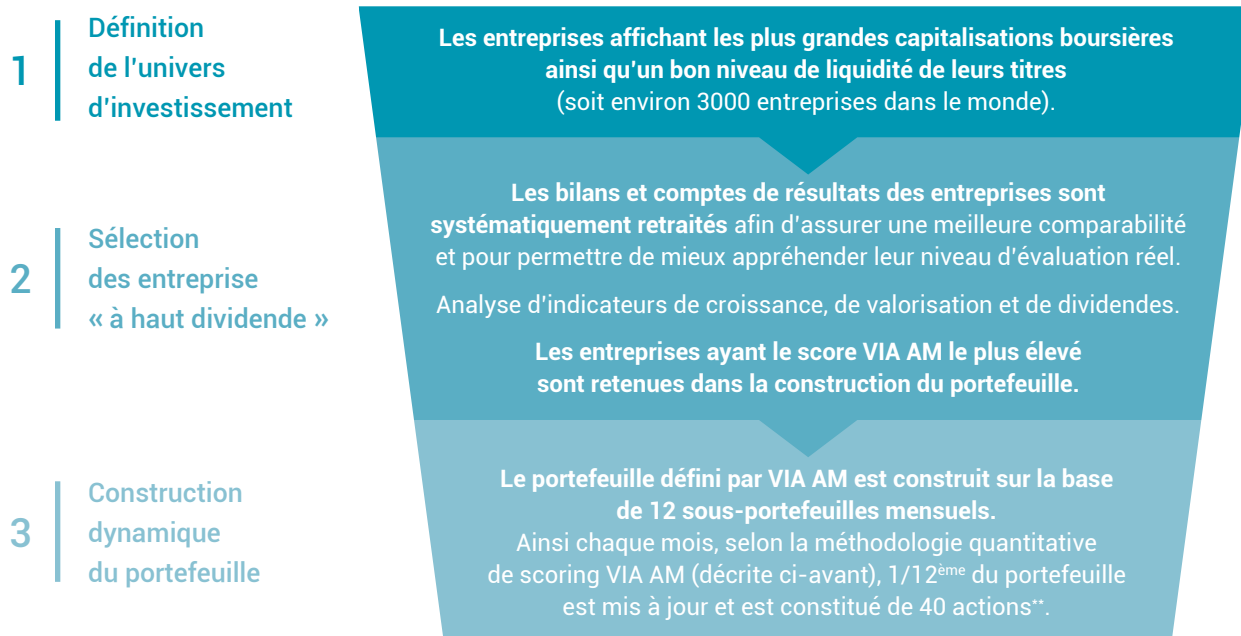 1
Définition
de l'univers
d'investissement
Les entreprises affichant les plus grandes capitalisations boursières
ainsi qu'un bon niveau de liquidité de leurs titres
(soit environ 3000 entreprises dans le monde).
2
Sélection
des entreprise
« à haut dividende »
Les bilans et comptes de résultats des entreprises sont
systématiquement retraités afin d'assurer une meilleure comparabilité
et pour permettre de mieux appréhender leur niveau d'évaluation réel.
Analyse d'indicateurs de croissance, de valorisation et de dividendes.
Les entreprises ayant le score VIA AM le plus élevé
sont retenues dans la construction du portefeuille.
3
Construction
dynamique
du portefeuille
Le portefeuille défini par VIA AM est construit sur la base
de 12 sous-portefeuilles mensuels.
Ainsi chaque mois, selon la méthodologie quantitative
de scoring VIA AM (décrite ci-avant), 1/12ème du portefeuille
est mis à jour et est constitué de 40 actions**.